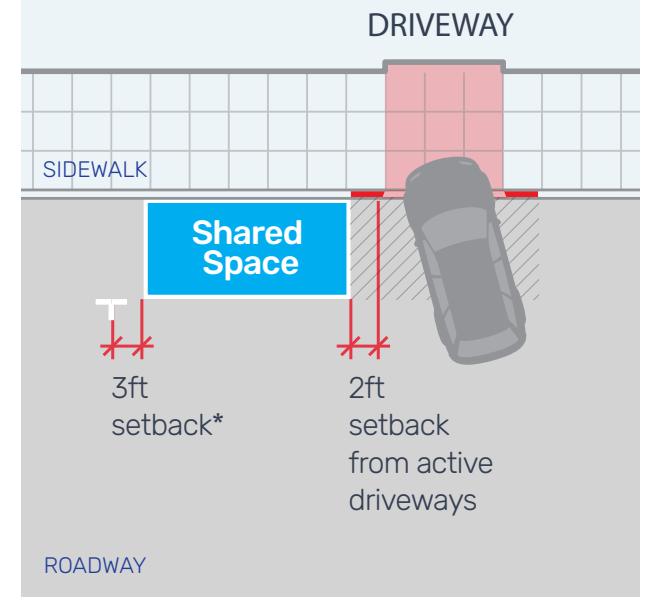 DRIVEWAY
SIDEWALK
Shared
Space
3ft
setback*
2ft
setback
from active
driveways
ROADWAY